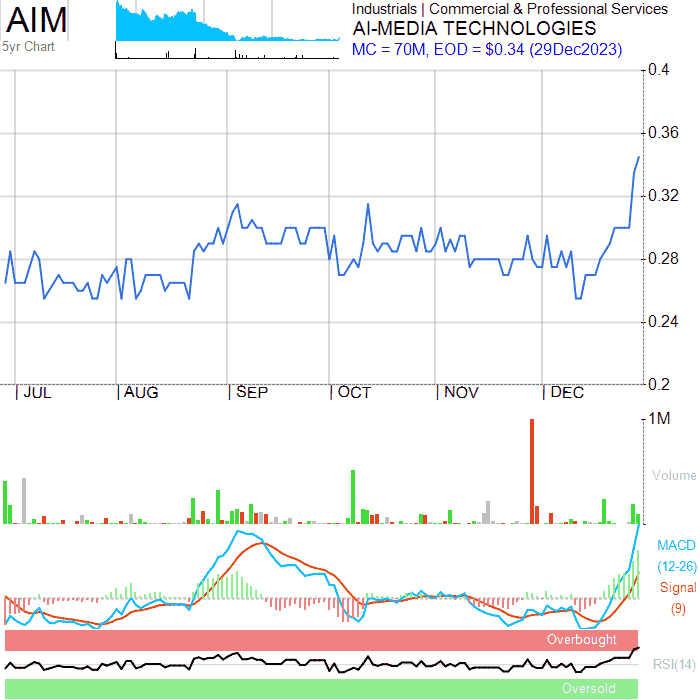 AIM
5yr Chart
Industrials | Commercial & Professional Services
AI-MEDIA TECHNOLOGIES
MC = 70M, EOD = $0.34 (29Dec2023)
0.4
0.36
0.32
0.28
0.24
0.2
JUL AUG SEP OCT NOV DEC
1M
Volume
MACD
(12-26)
Signal
(9)
Overbought
RSI(14)
Oversold